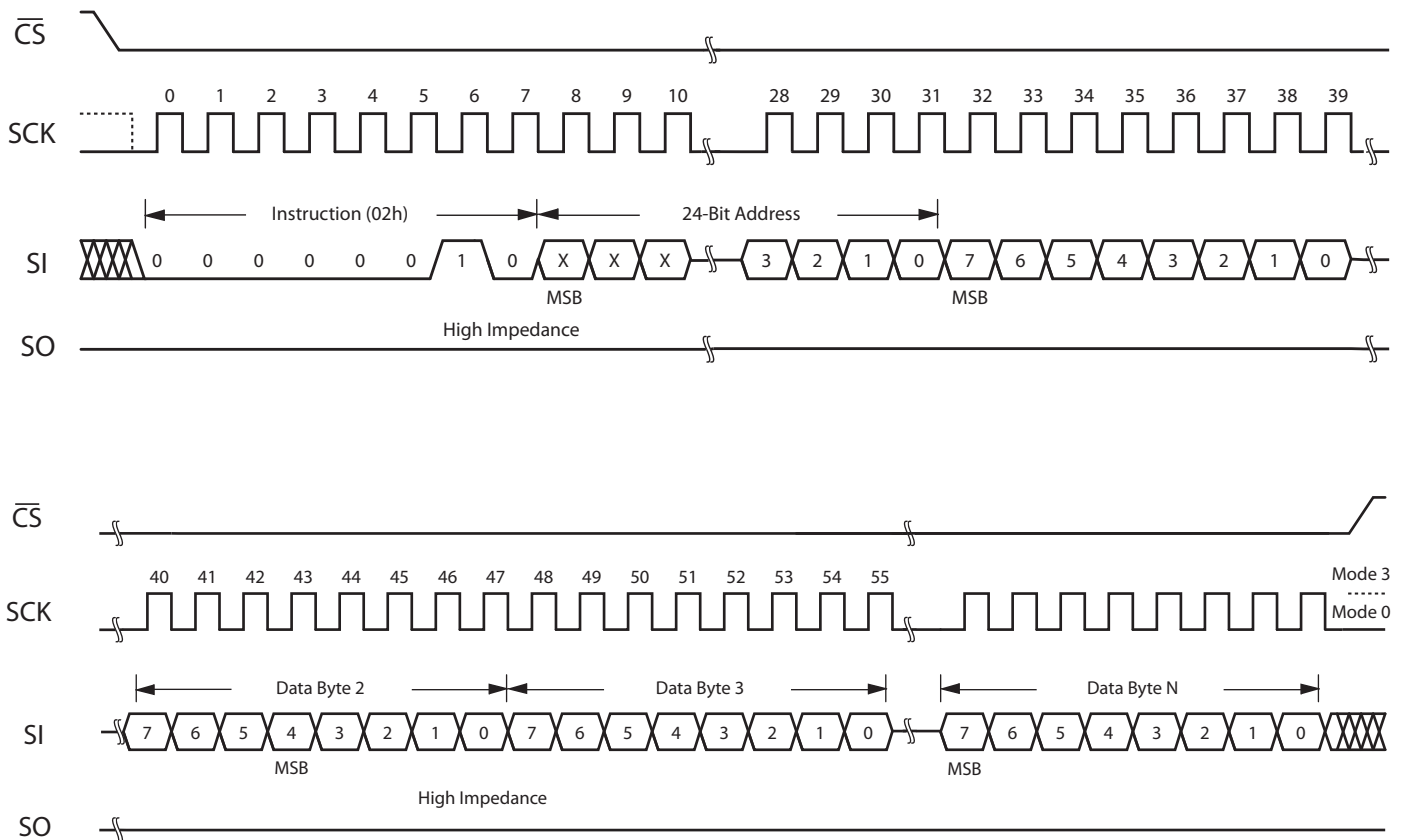 CS
0 1 2 3 4 5 6 7 8 9 10 28 29 30 31 32 33 34 35 36 37 38 39
SCK
Instruction (02h) 24-Bit Address
SI 0 0 0 0 0 0 1 0 X X X 3 2 1 0 7 6 5 4 3 2 1 0
MSB MSB
High Impedance
SO
CS
40 41 42 43 44 45 46 47 48 49 50 51 52 53 54 55 Mode 3
SCK Mode 0
Data Byte 2 Data Byte 3 Data Byte N
SI 7 6 5 4 3 2 1 0 7 6 5 4 3 2 1 0 7 6 5 4 3 2 1 0
MSB MSB
High Impedance
SO